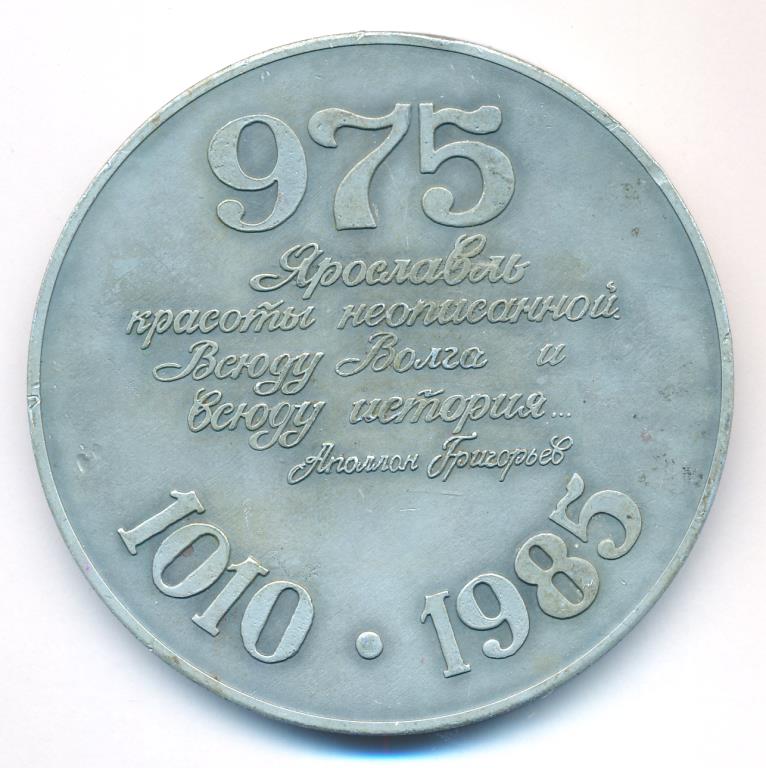 975
Ярославль
красоты неописанной.
Всюду Волга и
всюду история...
Аполлон Григорьев
1010 • 1985